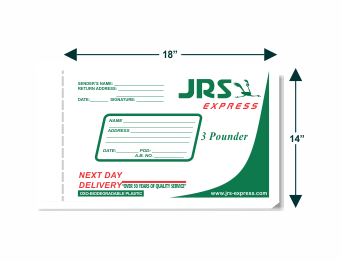 18”
SENDER'S NAME:
RETURN ADDRESS:
DATE: SIGNATURE:
JRS
EXPRESS
NAME
ADDRESS
DATE: POD:
A.B. NO.
3 Pounder
14”
NEXT DAY
DELIVERY "OVER 50 YEARS OF QUALITY SERVICE"
OXO-BIODEGRADABLE PLASTIC
www.jrs-express.com